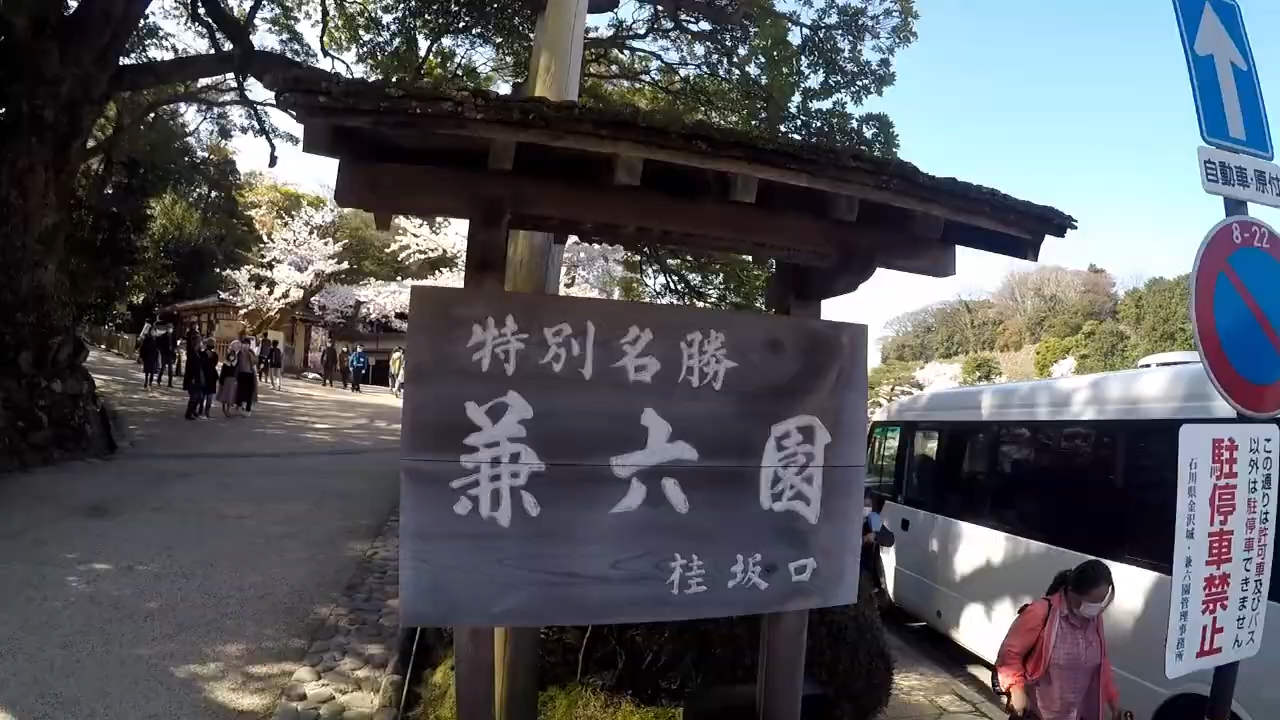 特別名勝
兼六園
桂坂口
自動車・原付
8-22
この通りは許可車及びバス
以外は駐停車できません
駐停車禁止
石川県金沢城・兼六園管理事務所